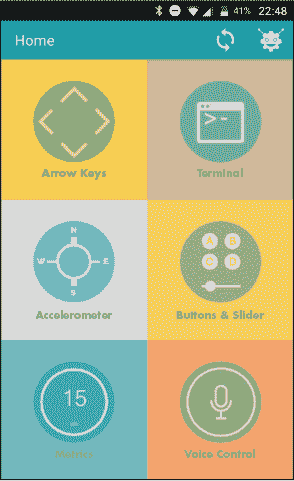 41% 22:48
Home
Arrow Keys
Terminal
>-
N
W E
S
Accelerometer
A B
C D
Buttons & Slider
15
Metrics
Voice Control